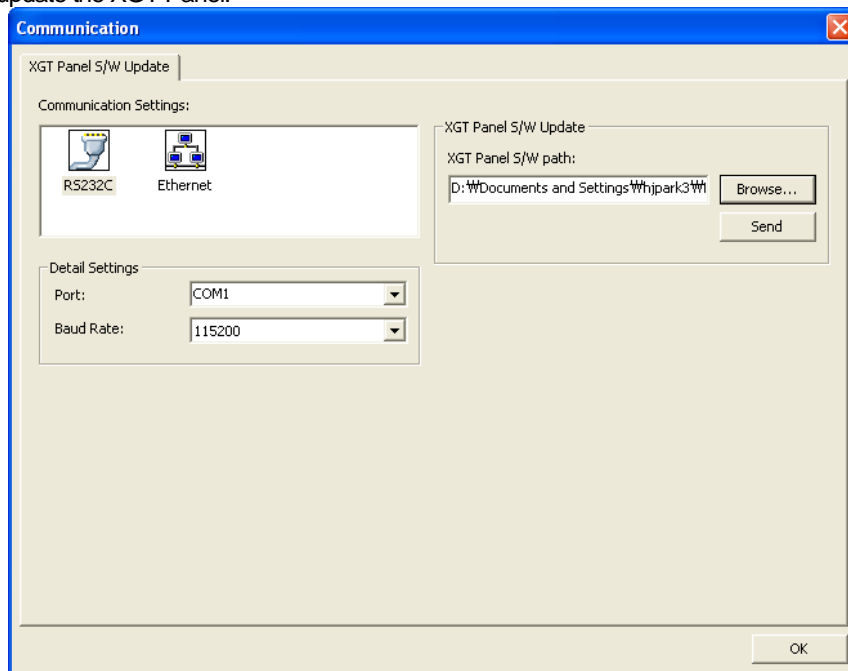 update the XGT Panel.
Communication
XGT Panel S/W Update
Communication Settings:
RS232C
Ethernet
Detail Settings
Port:
COM1
Baud Rate:
115200
XGT Panel S/W Update
XGT Panel S/W path:
D:₩Documents and Settings₩hjpark3₩
Browse...
Send
OK